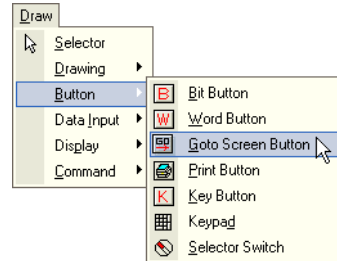 Draw
Selector
Drawing
Button
Data Input
Display
Command
B Bit Button
W Word Button
GO Goto Screen Button
Print Button
K Key Button
Keypad
Selector Switch